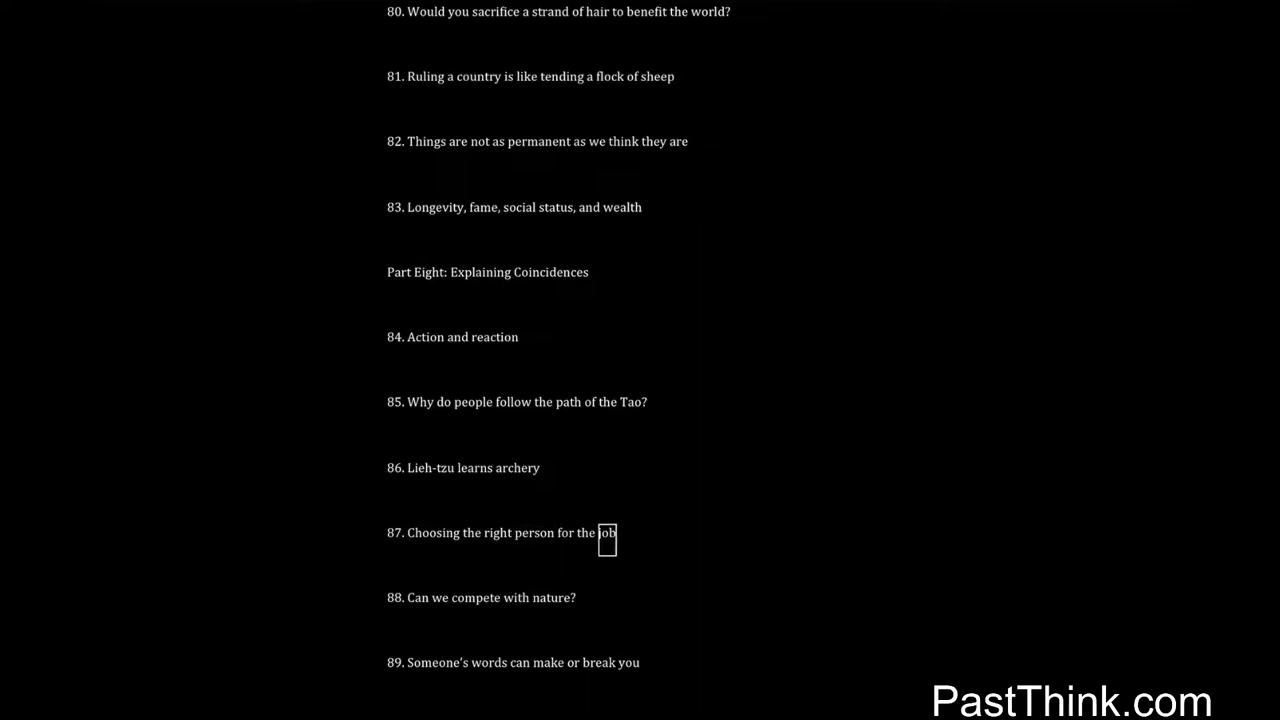 80. Would you sacrifice a strand of hair to benefit the world?
81. Ruling a country is like tending a flock of sheep
82. Things are not as permanent as we think they are
83. Longevity, fame, social status, and wealth
Part Eight: Explaining Coincidences
84. Action and reaction
85. Why do people follow the path of the Tao?
86. Lieh-tzu learns archery
87. Choosing the right person for the job
88. Can we compete with nature?
89. Someone’s words can make or break you
PastThink.com